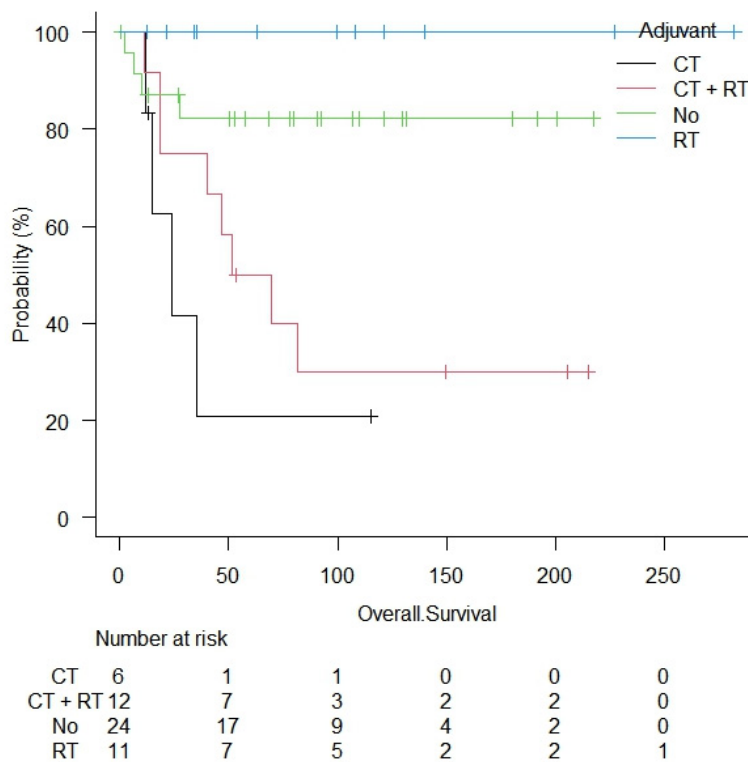 Adjuvant
CT
CT + RT
No
RT
100
80
60
40
20
0
Probability (%)
0 50 100 150 200 250
Overall.Survival
Number at risk
CT 6 1 1 0 0 0
CT + RT 12 7 3 2 2 0
No 24 17 9 4 2 0
RT 11 7 5 2 2 1